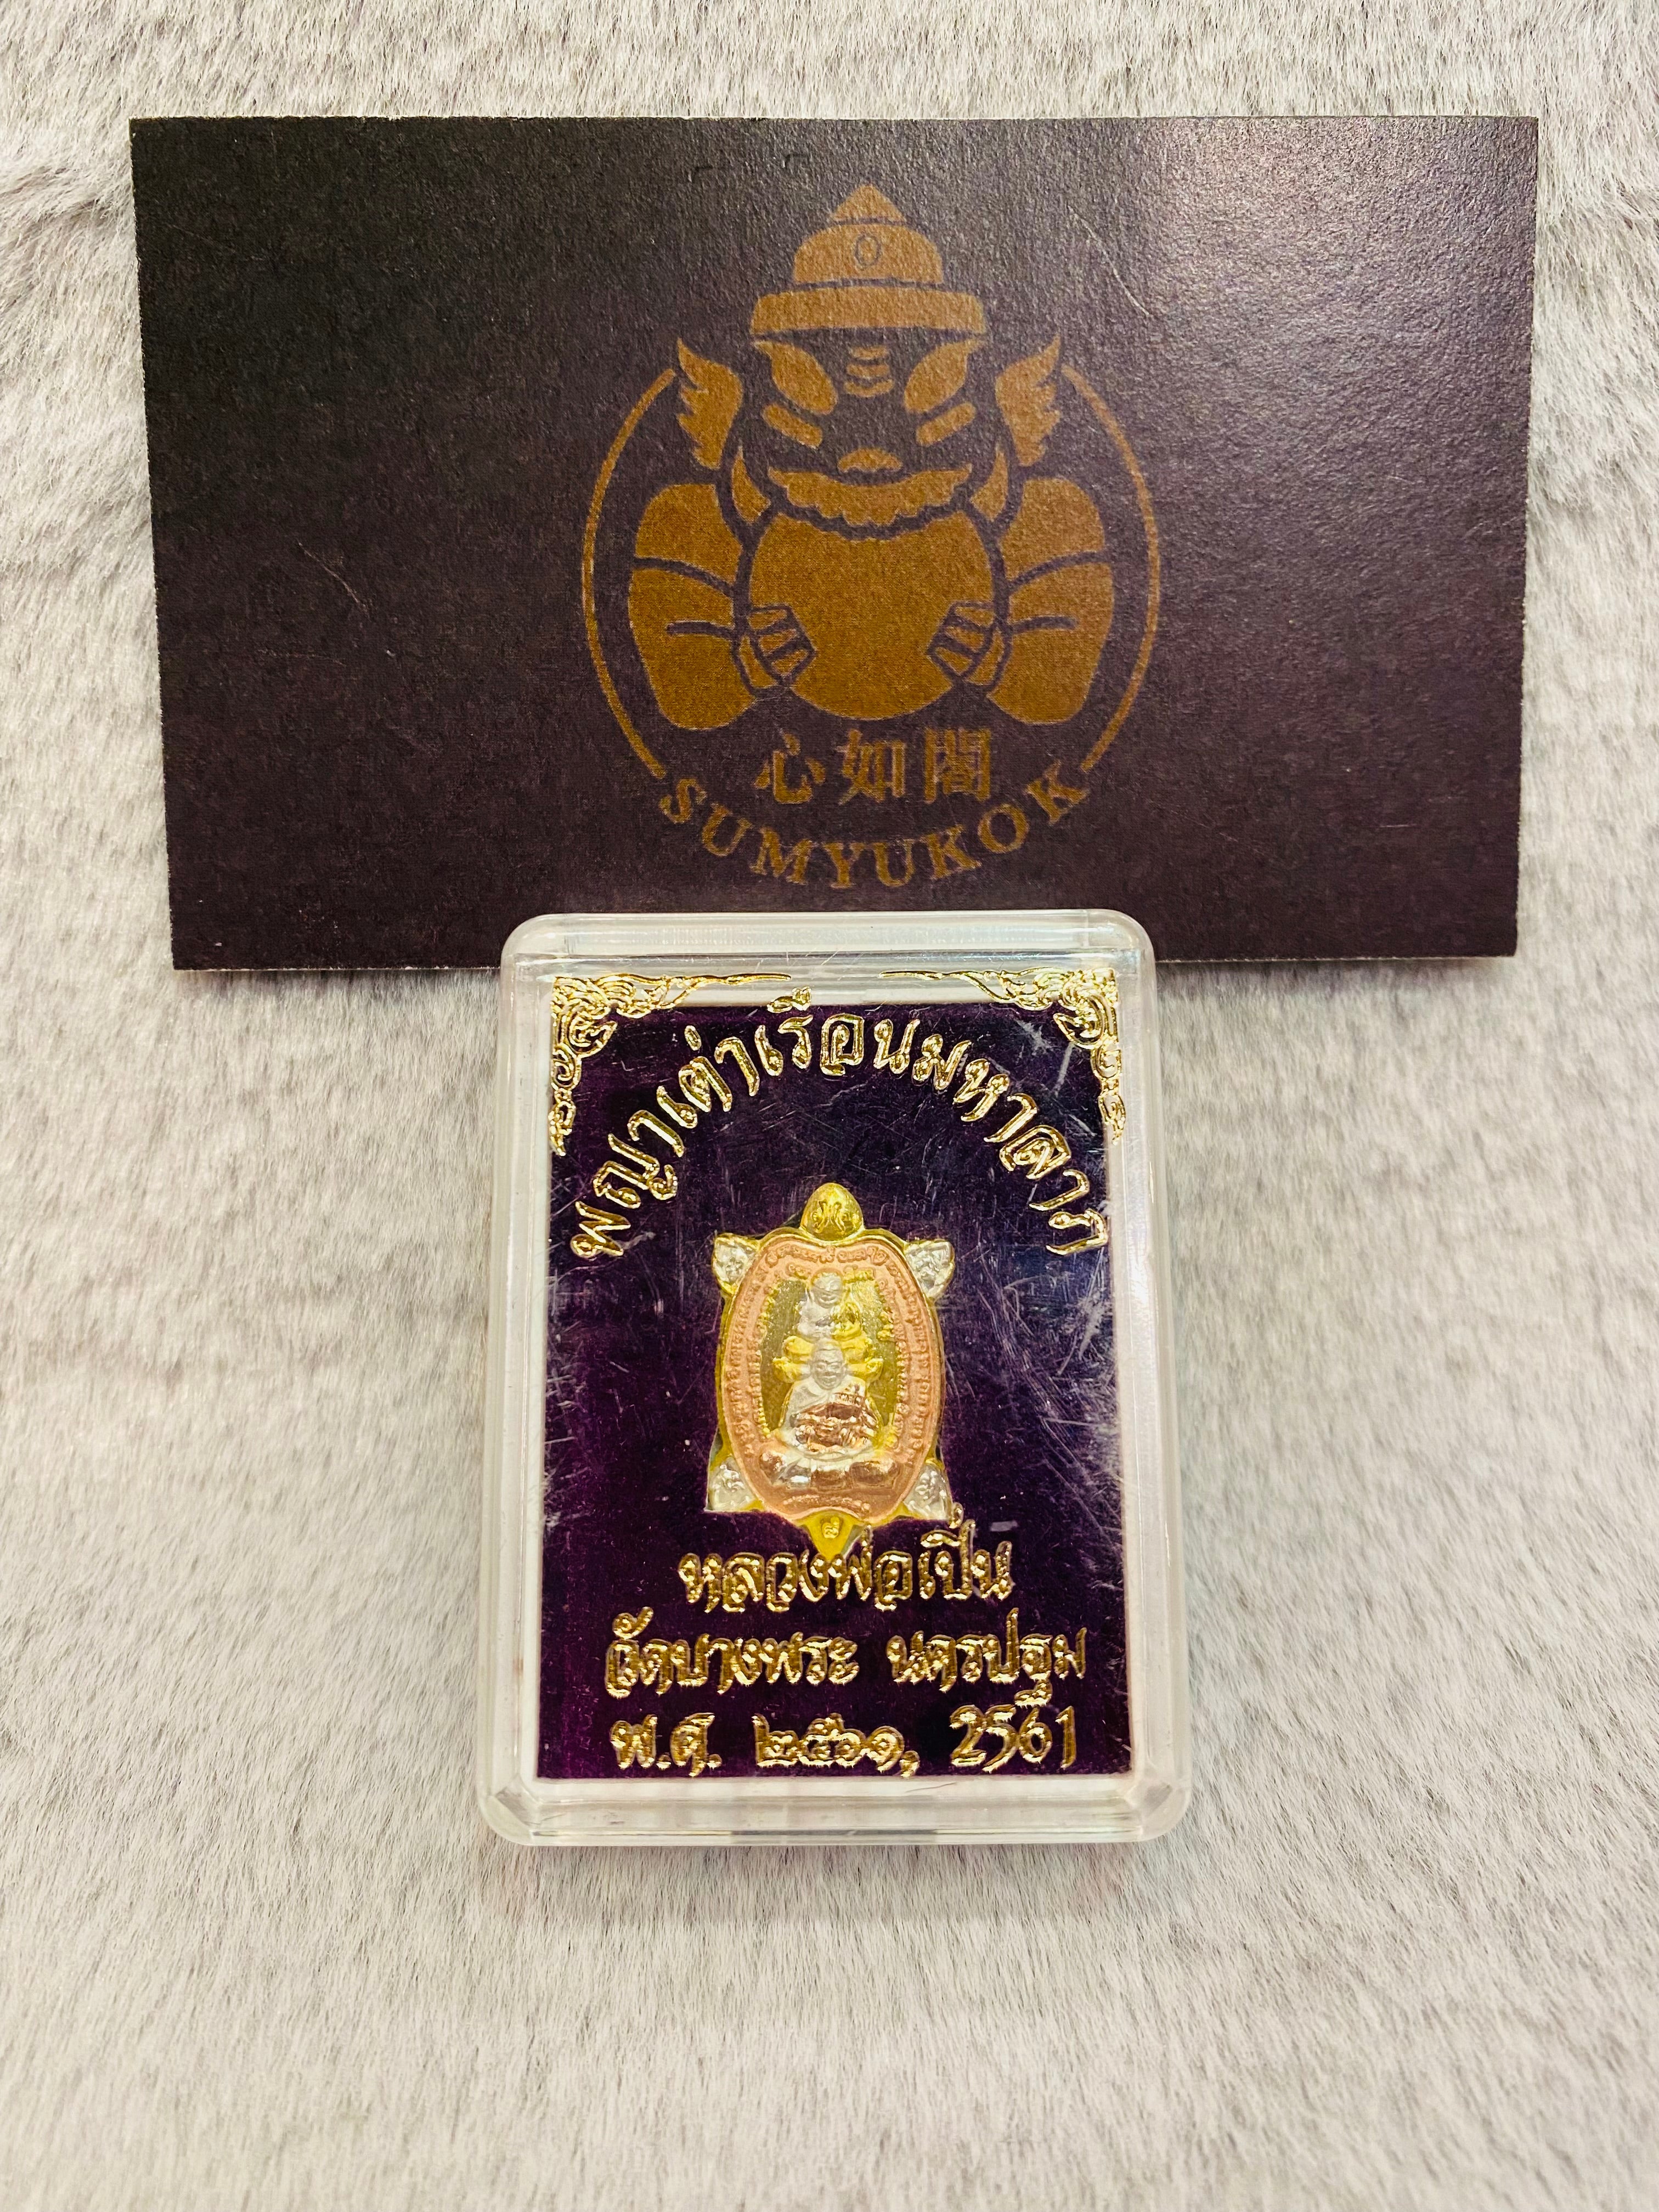 心如閣
SUMYUKOK
พญาเต่าเรือนมหาลาภ
หลวงพ่อเปิ่น
วัดบางพระ นครปฐม
พ.ศ. ๒๕๖๑, 2561